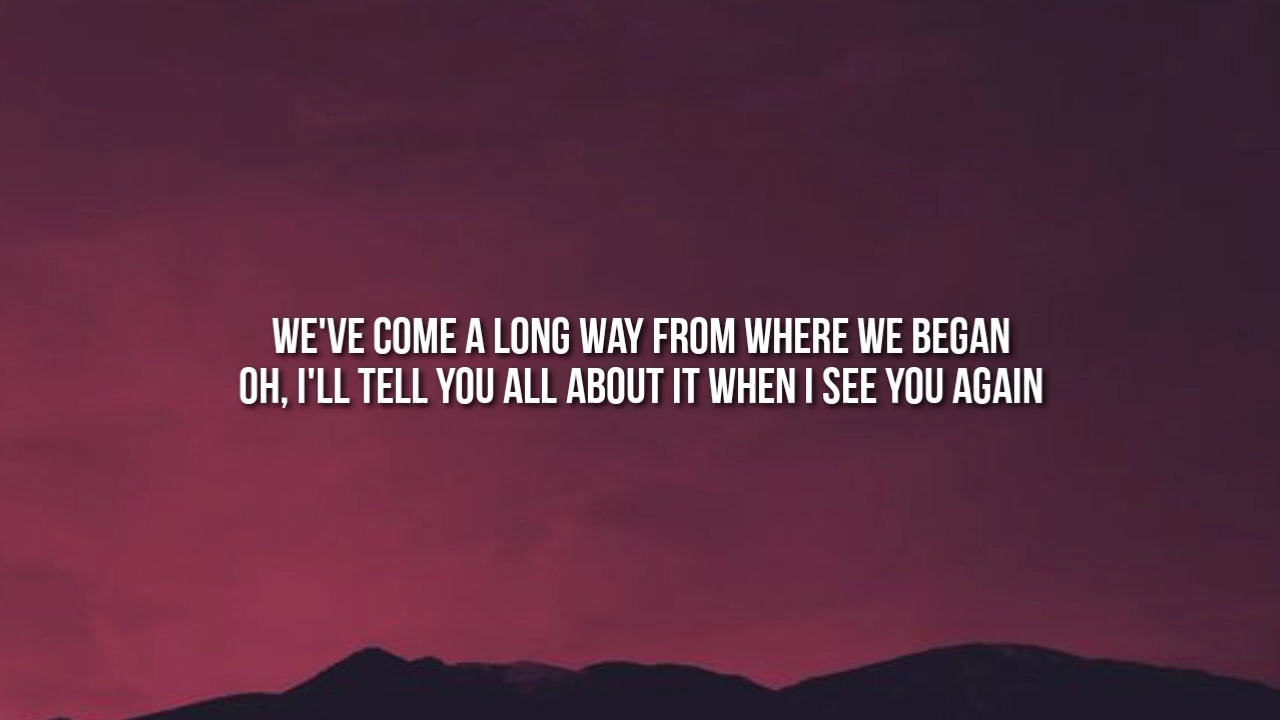 WE'VE COME A LONG WAY FROM WHERE WE BEGAN
OH, I'LL TELL YOU ALL ABOUT IT WHEN I SEE YOU AGAIN